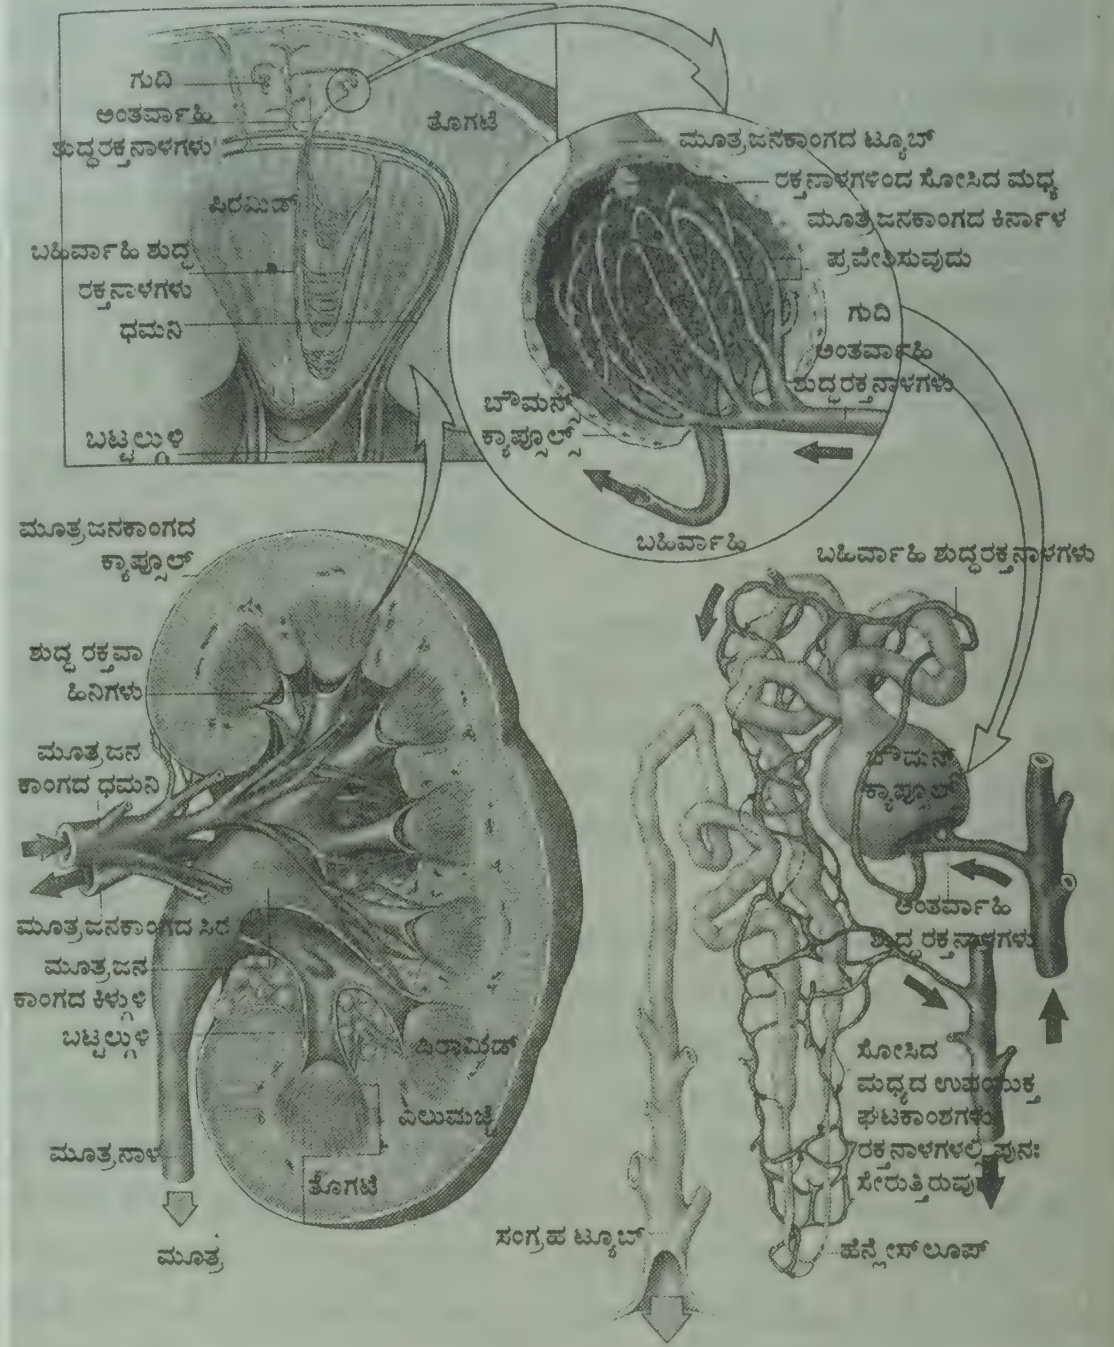 ಗುದಿ
ಅಂತರ್ವಾಹಿ
ಶುದ್ಧರಕ್ತನಾಳಗಳು
ತೊಗಟೆ
ಪಿರಮಿಡ್
ಬಹಿರ್ವಾಹಿ ಶುದ್ಧ
ರಕ್ತನಾಳಗಳು
ಧಮನಿ
ಬಟ್ಟಲ್ಗುಳಿ
ಮೂತ್ರಜನಕಾಂಗದ ಟ್ಯೂಬ್
ರಕ್ತನಾಳಗಳಿಂದ ಸೋಸಿದ ಮಧ್ಯ
ಮೂತ್ರಜನಕಾಂಗದ ಕಿರ್ನಾಳ
ಪ್ರವೇಶಿಸುವುದು
ಗುದಿ
ಅಂತರ್ವಾಹಿ
ಶುದ್ಧರಕ್ತನಾಳಗಳು
ಬೌಮನ್ಸ್
ಕ್ಯಾಪ್ಸೂಲ್ಸ್
ಬಹಿರ್ವಾಹಿ
ಮೂತ್ರಜನಕಾಂಗದ
ಕ್ಯಾಪ್ಸೂಲ್
ಶುದ್ಧ ರಕ್ತವಾ
ಹಿನಿಗಳು
ಮೂತ್ರಜನ
ಕಾಂಗದ ಧಮನಿ
ಮೂತ್ರಜನಕಾಂಗದ ಸಿರ
ಮೂತ್ರಜನ
ಕಾಂಗದ ಕಿಳ್ಗುಳಿ
ಬಟ್ಟಲ್ಗುಳಿ
ಪಿರಾಮಿಡ್
ಎಲುಮಚ್ಚೆ
ತೊಗಟೆ
ಮೂತ್ರನಾಳ
ಮೂತ್ರ
ಬಹಿರ್ವಾಹಿ ಶುದ್ಧರಕ್ತನಾಳಗಳು
ಬೌಮನ್ಸ್
ಕ್ಯಾಪ್ಸೂಲ್
ಅಂತರ್ವಾಹಿ
ಶುದ್ಧ ರಕ್ತನಾಳಗಳು
ಸೋಸಿದ
ಮಧ್ಯದ ಉಪಯುಕ್ತ
ಘಟಕಾಂಶಗಳು
ರಕ್ತನಾಳಗಳಲ್ಲಿ ಪುನಃ
ಸೇರುತ್ತಿರುವು
ಸಂಗ್ರಹ ಟ್ಯೂಬ್
ಹೆನ್ಲೇಸ್ ಲೂಪ್